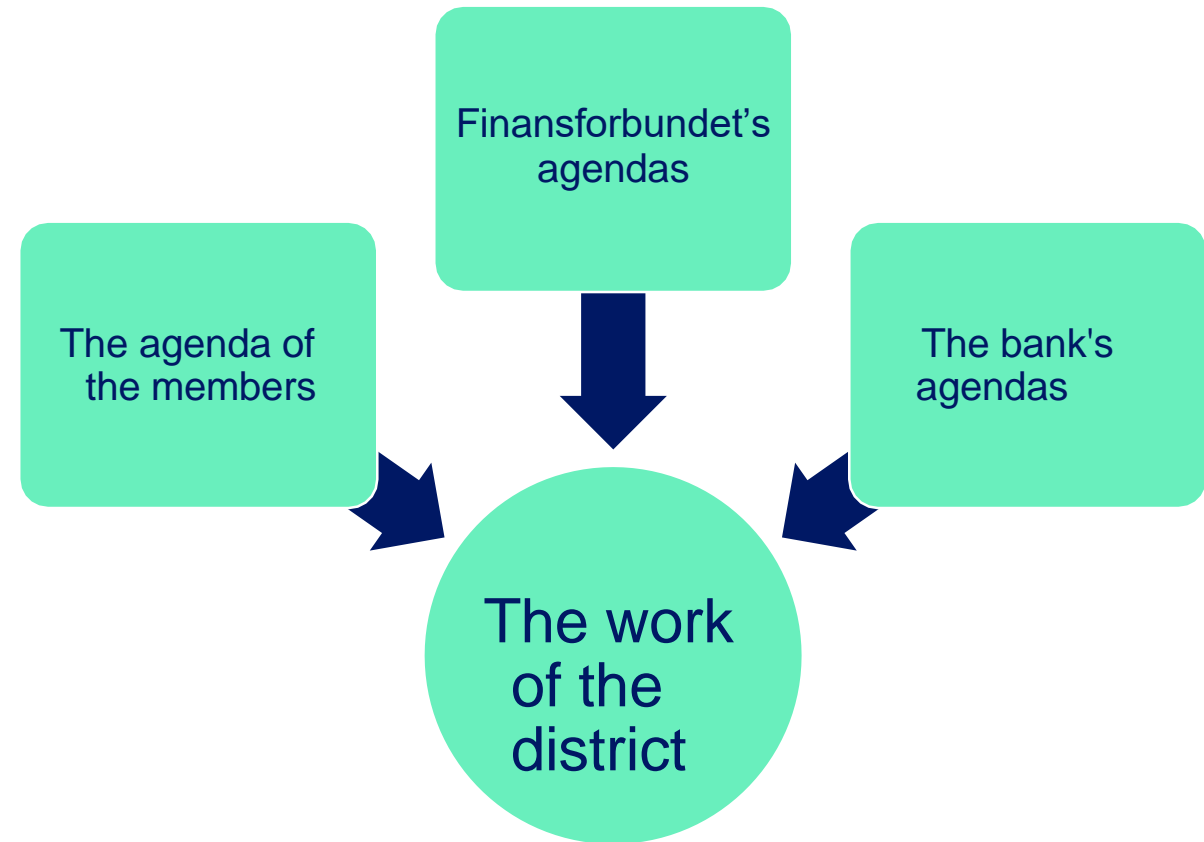 Finansforbundet’s
agendas
The agenda of
the members
The bank's
agendas
The work
of the
district